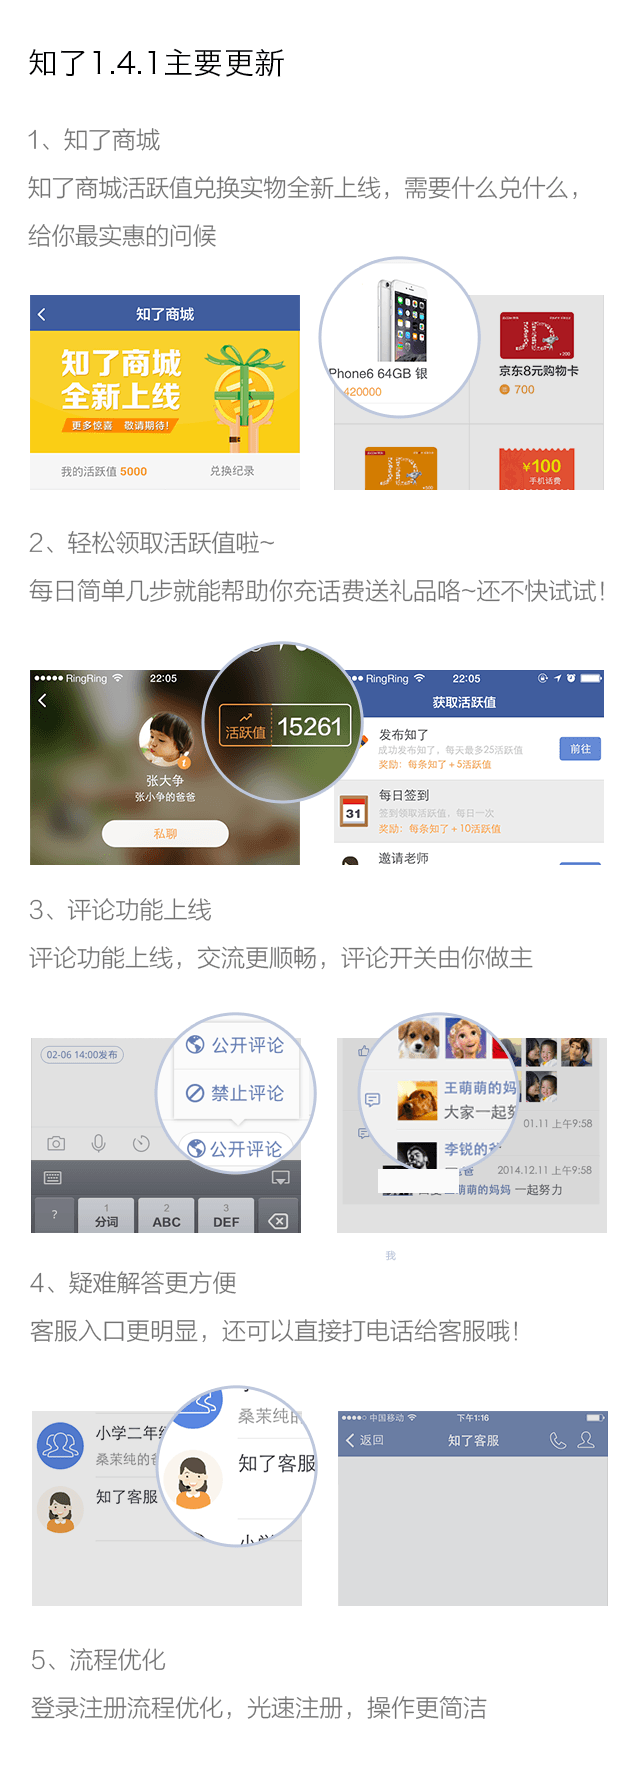 知了1.4.1主要更新
1、知了商城
知了商城活跃值兑换实物全新上线，需要什么兑什么，
给你最实惠的问候
知了商城
知了商城
全新上线
更多惊喜 敬请期待！
我的活跃值 5000
兑换纪录
Phone6 64GB 银
420000
京东8元购物卡
700
¥100
手机话费
2、轻松领取活跃值啦~
每日简单几步就能帮助你充话费送礼品咯~还不快试试！
RingRing
22:05
张大争
张小争的爸爸
私聊
活跃值
15261
RingRing
22:05
获取活跃值
发布知了
成功发布知了，每天最多25活跃值
奖励：每条知了＋5活跃值
前往
31
每日签到
签到领取活跃值，每日一次
奖励：每条知了＋10活跃值
邀请老师
3、评论功能上线
评论功能上线，交流更顺畅，评论开关由你做主
02-06 14:00发布
公开评论
禁止评论
公开评论
?
1
分词
2
ABC
3
DEF
王萌萌的妈
大家一起努
01.11 上午9:58
李锐的爸
2014.12.11 上午9:58
萌萌的妈妈 一起努力
我
4、疑难解答更方便
客服入口更明显，还可以直接打电话给客服哦！
小学二年级
桑茉纯的爸
知了客服
桑茉纯的
知了客服
中国移动
下午1:16
返回
知了客服
5、流程优化
登录注册流程优化，光速注册，操作更简洁